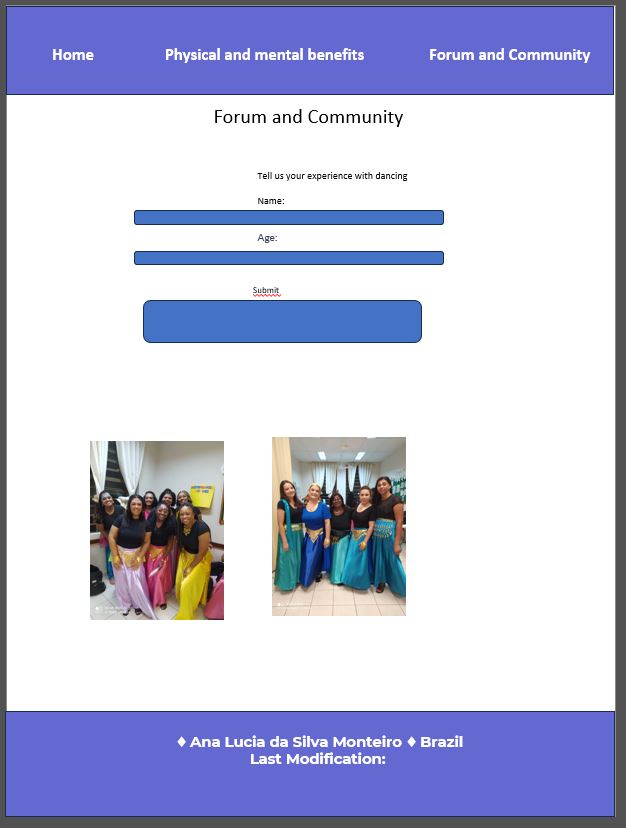 Home Physical and mental benefits Forum and Community
Forum and Community
Tell us your experience with dancing
Name:
Age:
Submit
♦ Ana Lucia da Silva Monteiro ♦ Brazil
Last Modification: